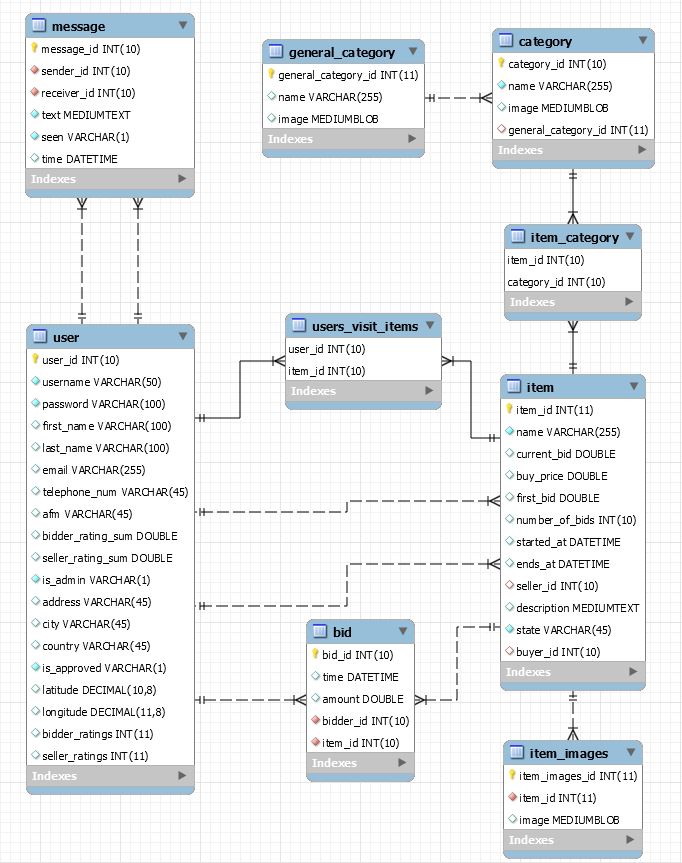 message
message_id INT(10)
sender_id INT(10)
receiver_id INT(10)
text MEDIUMTEXT
seen VARCHAR(1)
time DATETIME
Indexes
general_category
general_category_id INT(11)
name VARCHAR(255)
image MEDIUMBLOB
Indexes
category
category_id INT(10)
name VARCHAR(255)
image MEDIUMBLOB
general_category_id INT(11)
Indexes
item_category
item_id INT(10)
category_id INT(10)
Indexes
user
user_id INT(10)
username VARCHAR(50)
password VARCHAR(100)
first_name VARCHAR(100)
last_name VARCHAR(100)
email VARCHAR(255)
telephone_num VARCHAR(45)
afm VARCHAR(45)
bidder_rating_sum DOUBLE
seller_rating_sum DOUBLE
is_admin VARCHAR(1)
address VARCHAR(45)
city VARCHAR(45)
country VARCHAR(45)
is_approved VARCHAR(1)
latitude DECIMAL(10,8)
longitude DECIMAL(11,8)
bidder_ratings INT(11)
seller_ratings INT(11)
Indexes
users_visit_items
user_id INT(10)
item_id INT(10)
Indexes
item
item_id INT(11)
name VARCHAR(255)
current_bid DOUBLE
buy_price DOUBLE
first_bid DOUBLE
number_of_bids INT(10)
started_at DATETIME
ends_at DATETIME
seller_id INT(10)
description MEDIUMTEXT
state VARCHAR(45)
buyer_id INT(10)
Indexes
bid
bid_id INT(10)
time DATETIME
amount DOUBLE
bidder_id INT(10)
item_id INT(10)
Indexes
item_images
item_images_id INT(11)
item_id INT(11)
image MEDIUMBLOB
Indexes